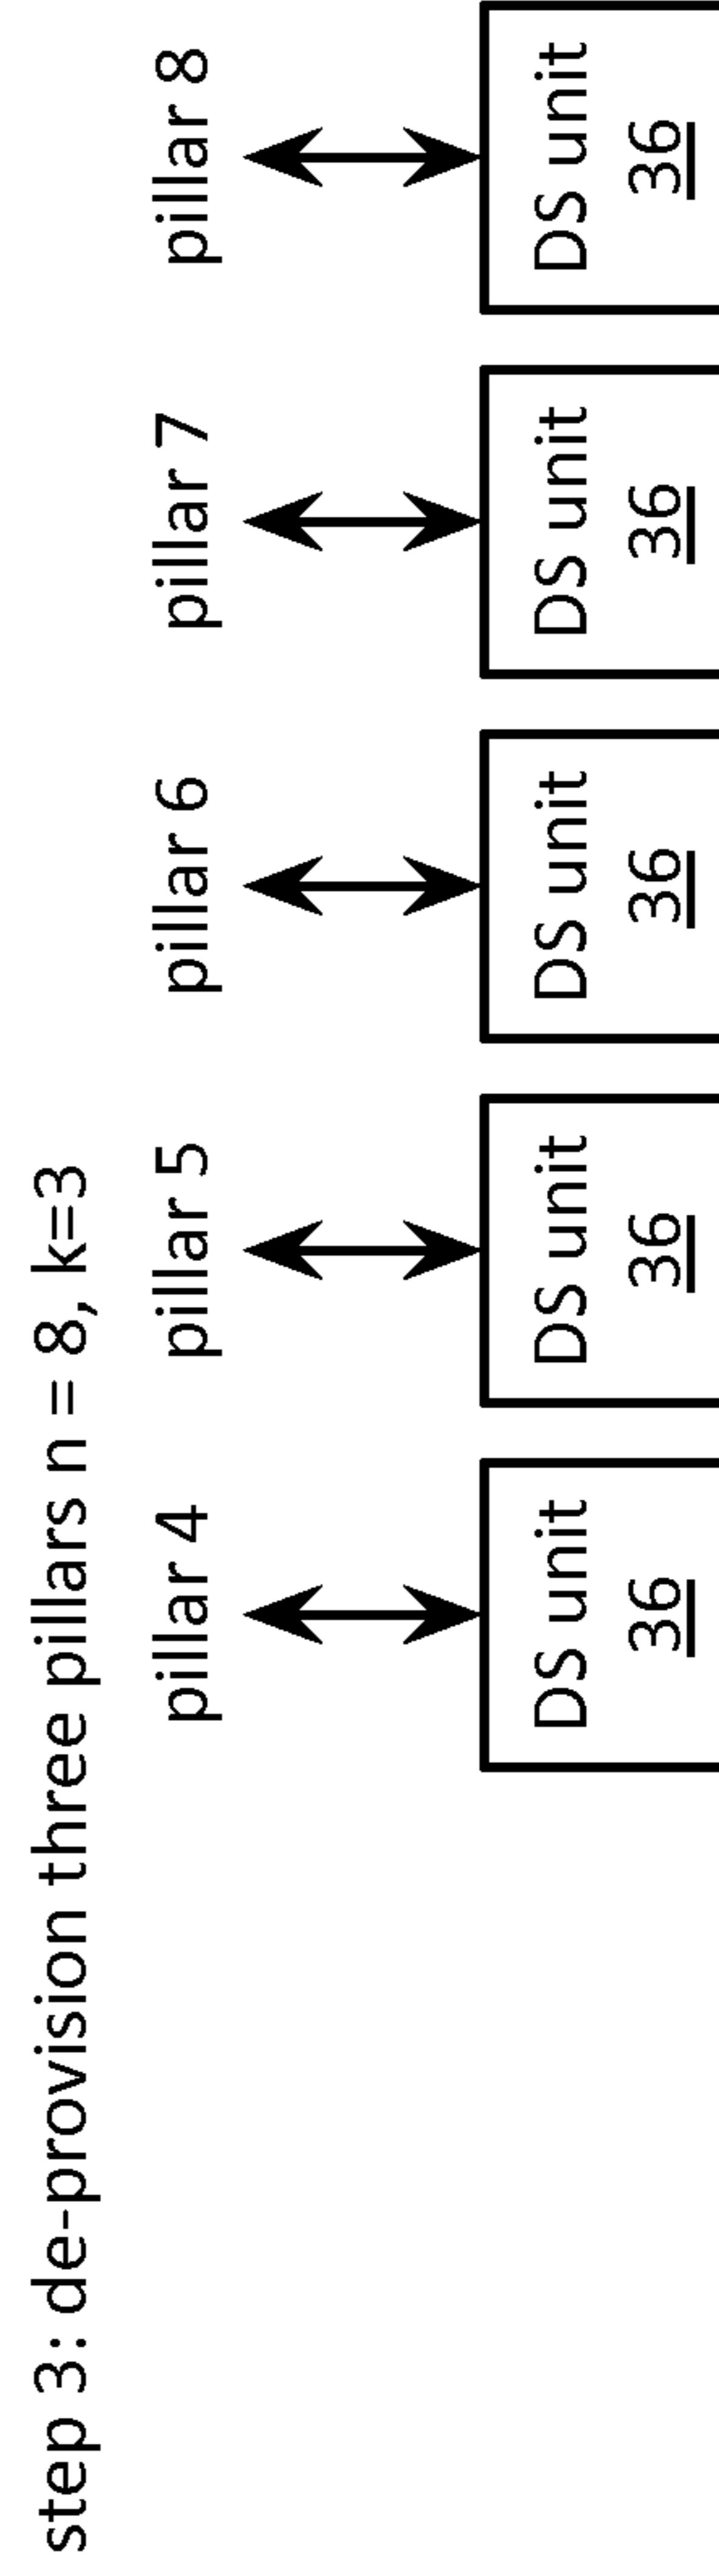 step 3: de-provision three pillars n = 8, k=3
pillar 4
pillar 5
pillar 6
pillar 7
pillar 8
DS unit
36
DS unit
36
DS unit
36
DS unit
36
DS unit
36